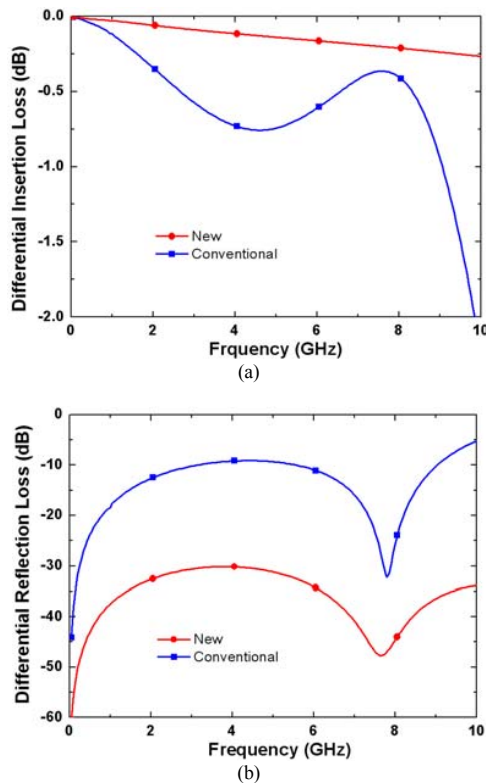 Differential Insertion Loss (dB)
0.0
-0.5
-1.0
-1.5
-2.0
New
Conventional
0 2 4 6 8 10
Frquency (GHz)
(a)
Differential Reflection Loss (dB)
0
-10
-20
-30
-40
-50
-60
New
Conventional
0 2 4 6 8 10
Frequency (GHz)
(b)